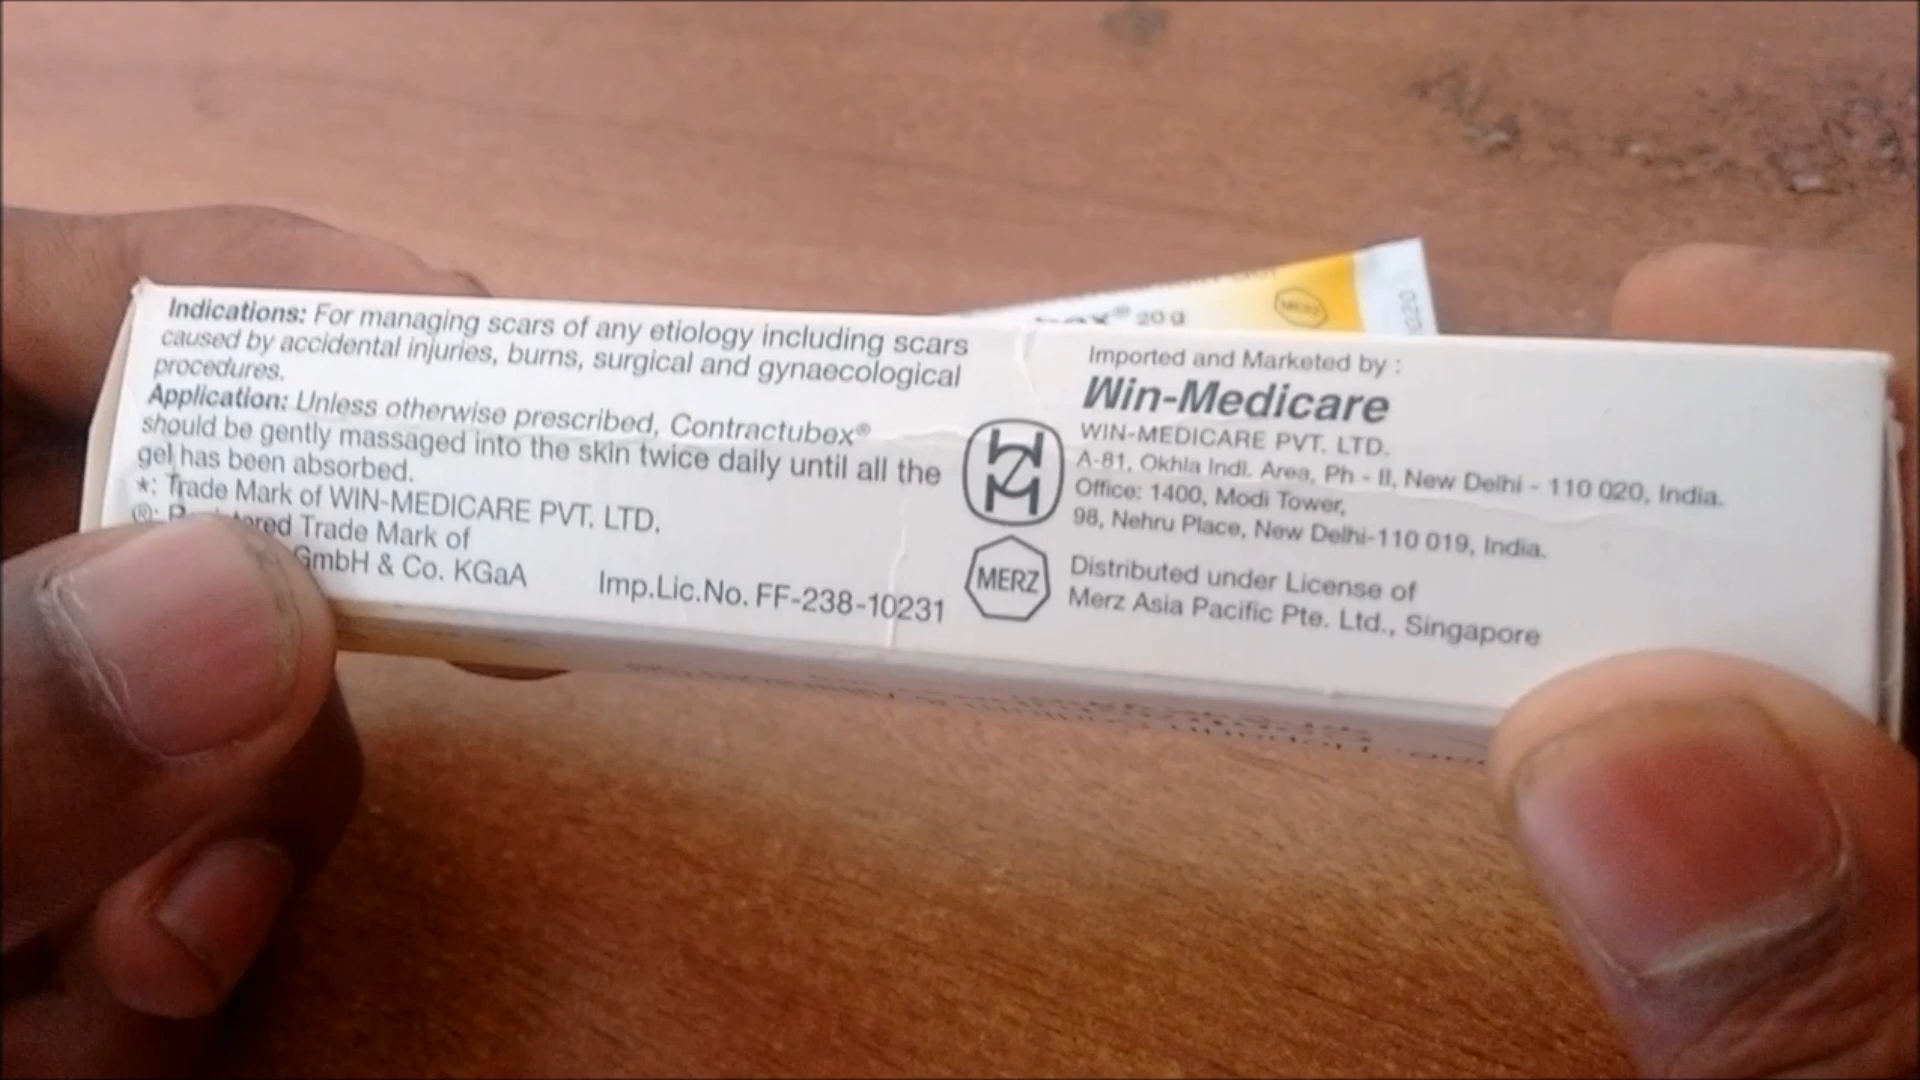 Indications: For managing scars of any etiology including scars
caused by accidental injuries, burns, surgical and gynaecological
procedures.
Application: Unless otherwise prescribed, Contractubex®
should be gently massaged into the skin twice daily until all the
gel has been absorbed.
*: Trade Mark of WIN-MEDICARE PVT. LTD.
®: Trade Mark of
GmbH & Co. KGaA
Imp.Lic.No. FF-238-10231
Imported and Marketed by :
Win-Medicare
WIN-MEDICARE PVT. LTD.
A-81, Okhla Indl. Area, Ph - II, New Delhi - 110 020, India.
Office: 1400, Modi Tower,
98, Nehru Place, New Delhi-110 019, India.
MERZ
Distributed under License of
Merz Asia Pacific Pte. Ltd., Singapore
20 g
MERZ